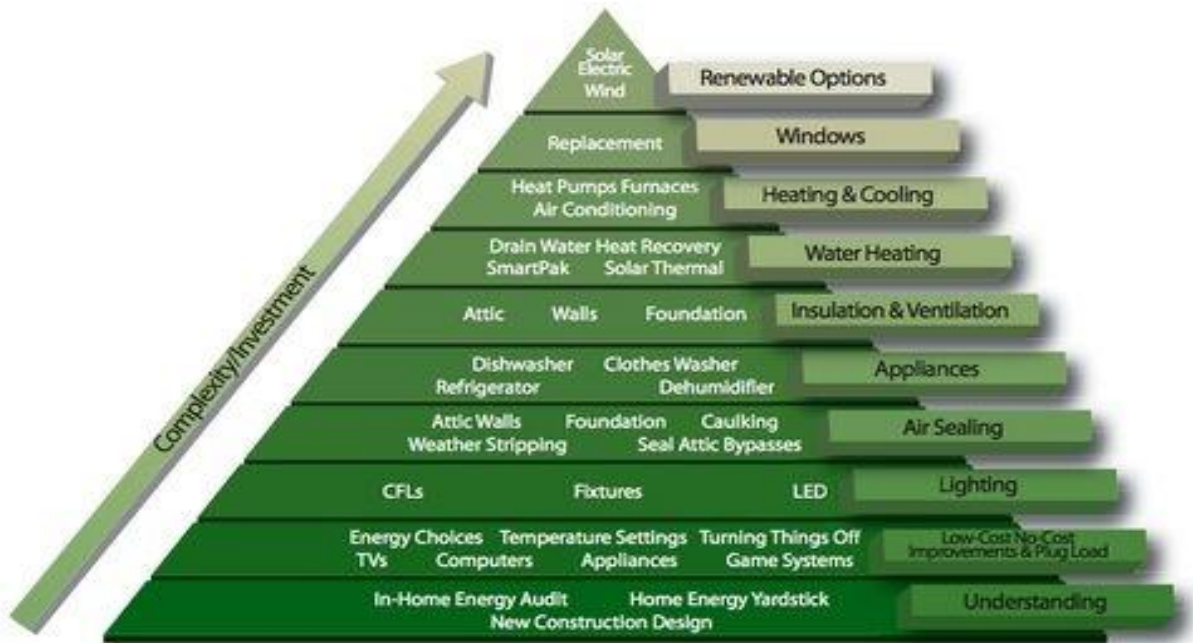 Solar
Electric
Wind
Renewable Options
Replacement
Windows
Heat Pumps Furnaces
Air Conditioning
Heating & Cooling
Drain Water Heat Recovery
SmartPak Solar Thermal
Water Heating
Attic Walls Foundation
Insulation & Ventilation
Dishwasher Clothes Washer
Refrigerator Dehumidifier
Appliances
Attic Walls Foundation Caulking
Weather Stripping Seal Attic Bypasses
Air Sealing
CFLs Fixtures LED
Lighting
Energy Choices Temperature Settings Turning Things Off
TVs Computers Appliances Game Systems
Low-Cost No-Cost
Improvements & Plug Load
In-Home Energy Audit Home Energy Yardstick
New Construction Design
Understanding
Complexity/Investment